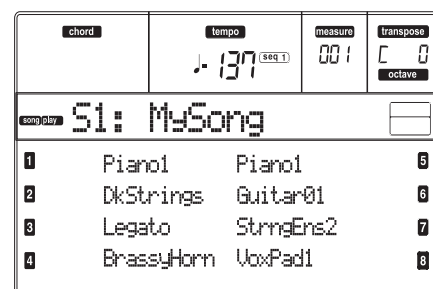 chord tempo measure transpose
♩- 137 seq 1 001 C 0
octave
song play S1: MySong
1 Piano1 Piano1 5
2 DkStrings Guitar01 6
3 Legato StrngEns2 7
4 BrassyHorn VoxPad1 8